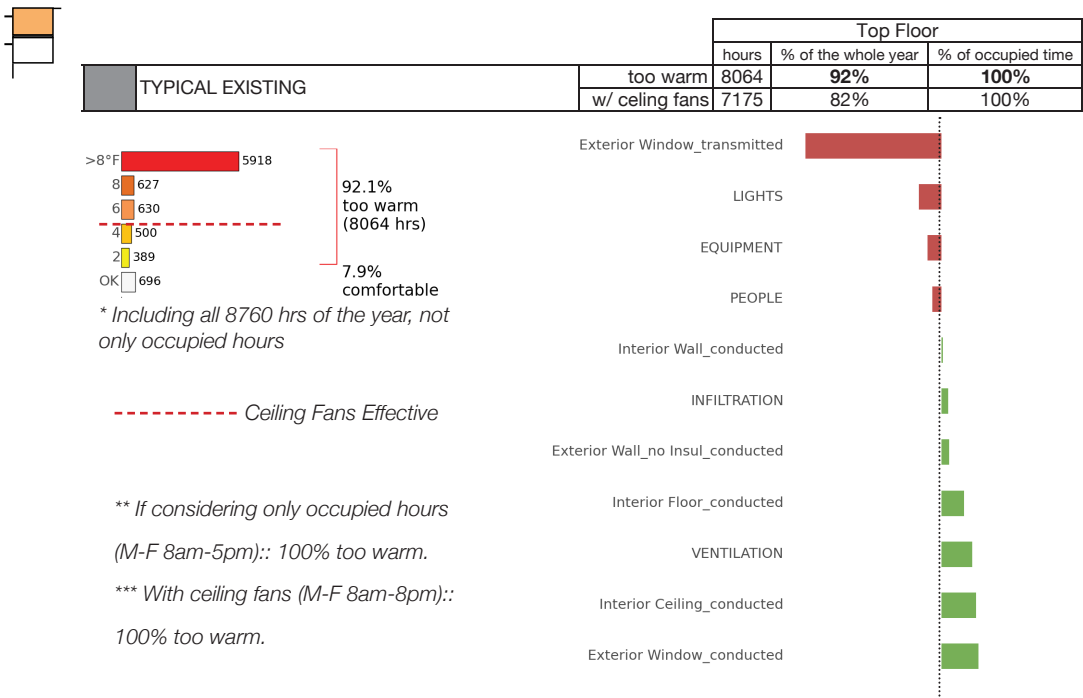 Top Floor
hours % of the whole year % of occupied time
TYPICAL EXISTING too warm 8064 92% 100%
w/ celing fans 7175 82% 100%
>8°F 5918
8 627
6 630
4 500
2 389
OK 696
92.1%
too warm
(8064 hrs)
7.9%
comfortable
* Including all 8760 hrs of the year, not
only occupied hours
Ceiling Fans Effective
** If considering only occupied hours
(M-F 8am-5pm):: 100% too warm.
*** With ceiling fans (M-F 8am-8pm)::
100% too warm.
Exterior Window_transmitted
LIGHTS
EQUIPMENT
PEOPLE
Interior Wall_conducted
INFILTRATION
Exterior Wall_no Insul_conducted
Interior Floor_conducted
VENTILATION
Interior Ceiling_conducted
Exterior Window_conducted